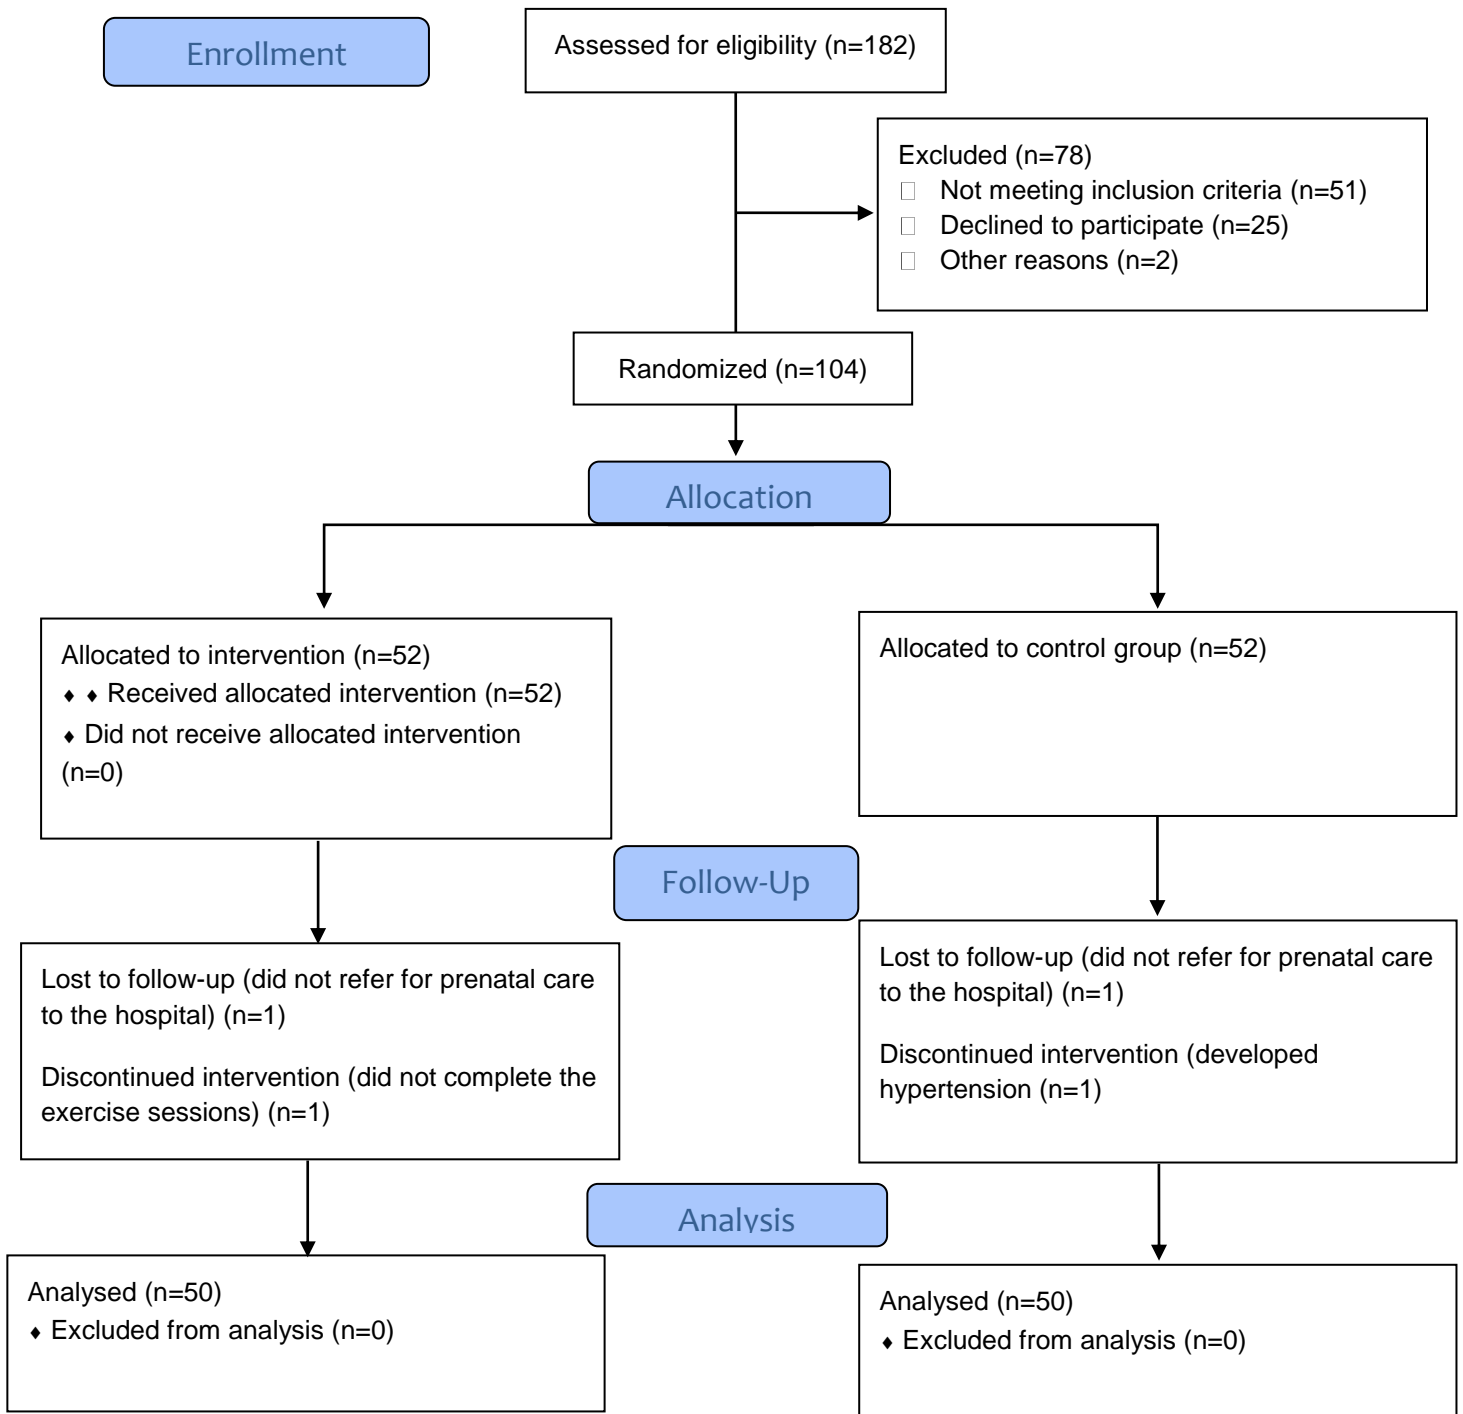 Enrollment
Assessed for eligibility (n=182)
Excluded (n=78)
Not meeting inclusion criteria (n=51)
Declined to participate (n=25)
Other reasons (n=2)
Randomized (n=104)
Allocation
Allocated to intervention (n=52)
♦ ♦ Received allocated intervention (n=52)
♦ Did not receive allocated intervention
(n=0)
Allocated to control group (n=52)
Follow-Up
Lost to follow-up (did not refer for prenatal care
to the hospital) (n=1)
Discontinued intervention (did not complete the
exercise sessions) (n=1)
Lost to follow-up (did not refer for prenatal care
to the hospital) (n=1)
Discontinued intervention (developed
hypertension (n=1)
Analysis
Analysed (n=50)
♦ Excluded from analysis (n=0)
Analysed (n=50)
♦ Excluded from analysis (n=0)